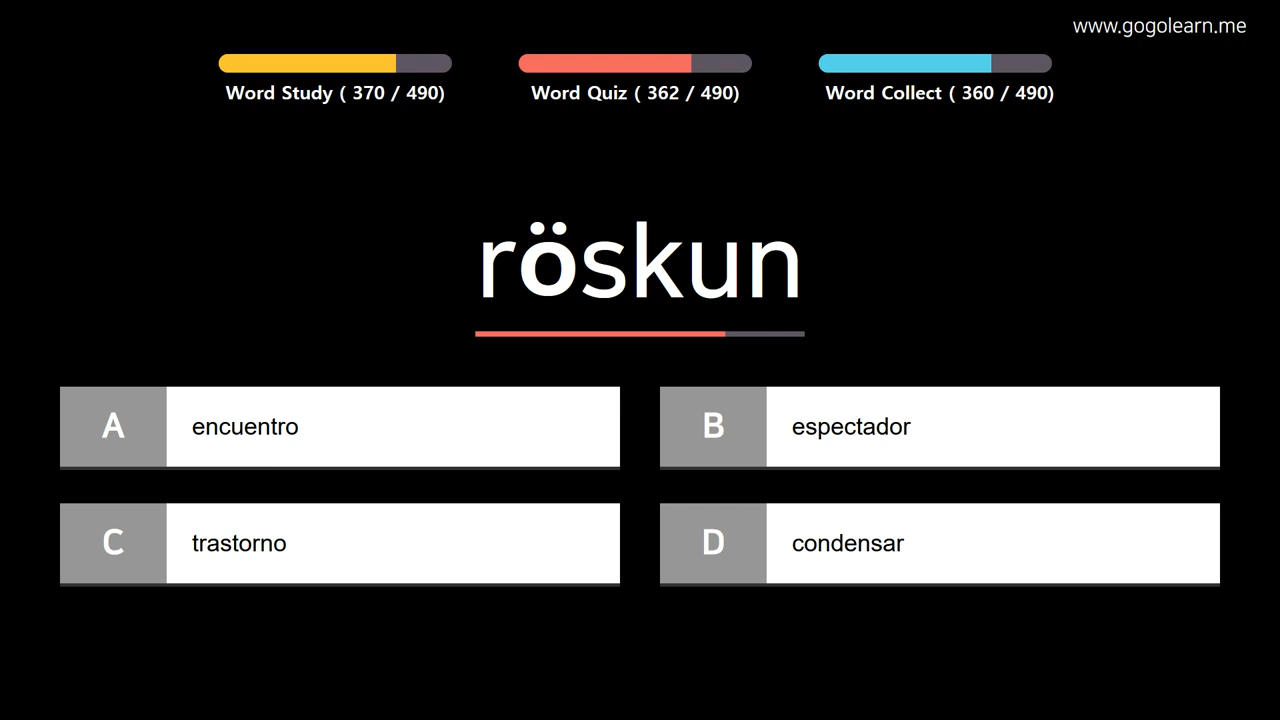 www.gogolearn.me
Word Study ( 370 / 490)
Word Quiz ( 362 / 490)
Word Collect ( 360 / 490)
röskun
A encuentro
B espectador
C trastorno
D condensar